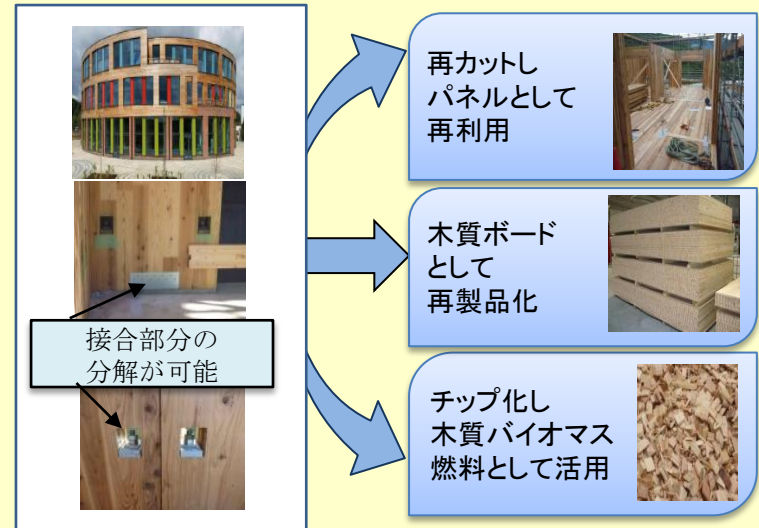 再カットし
パネルとして
再利用
木質ボード
として
再製品化
接合部分の
分解が可能
チップ化し
木質バイオマス
燃料として活用